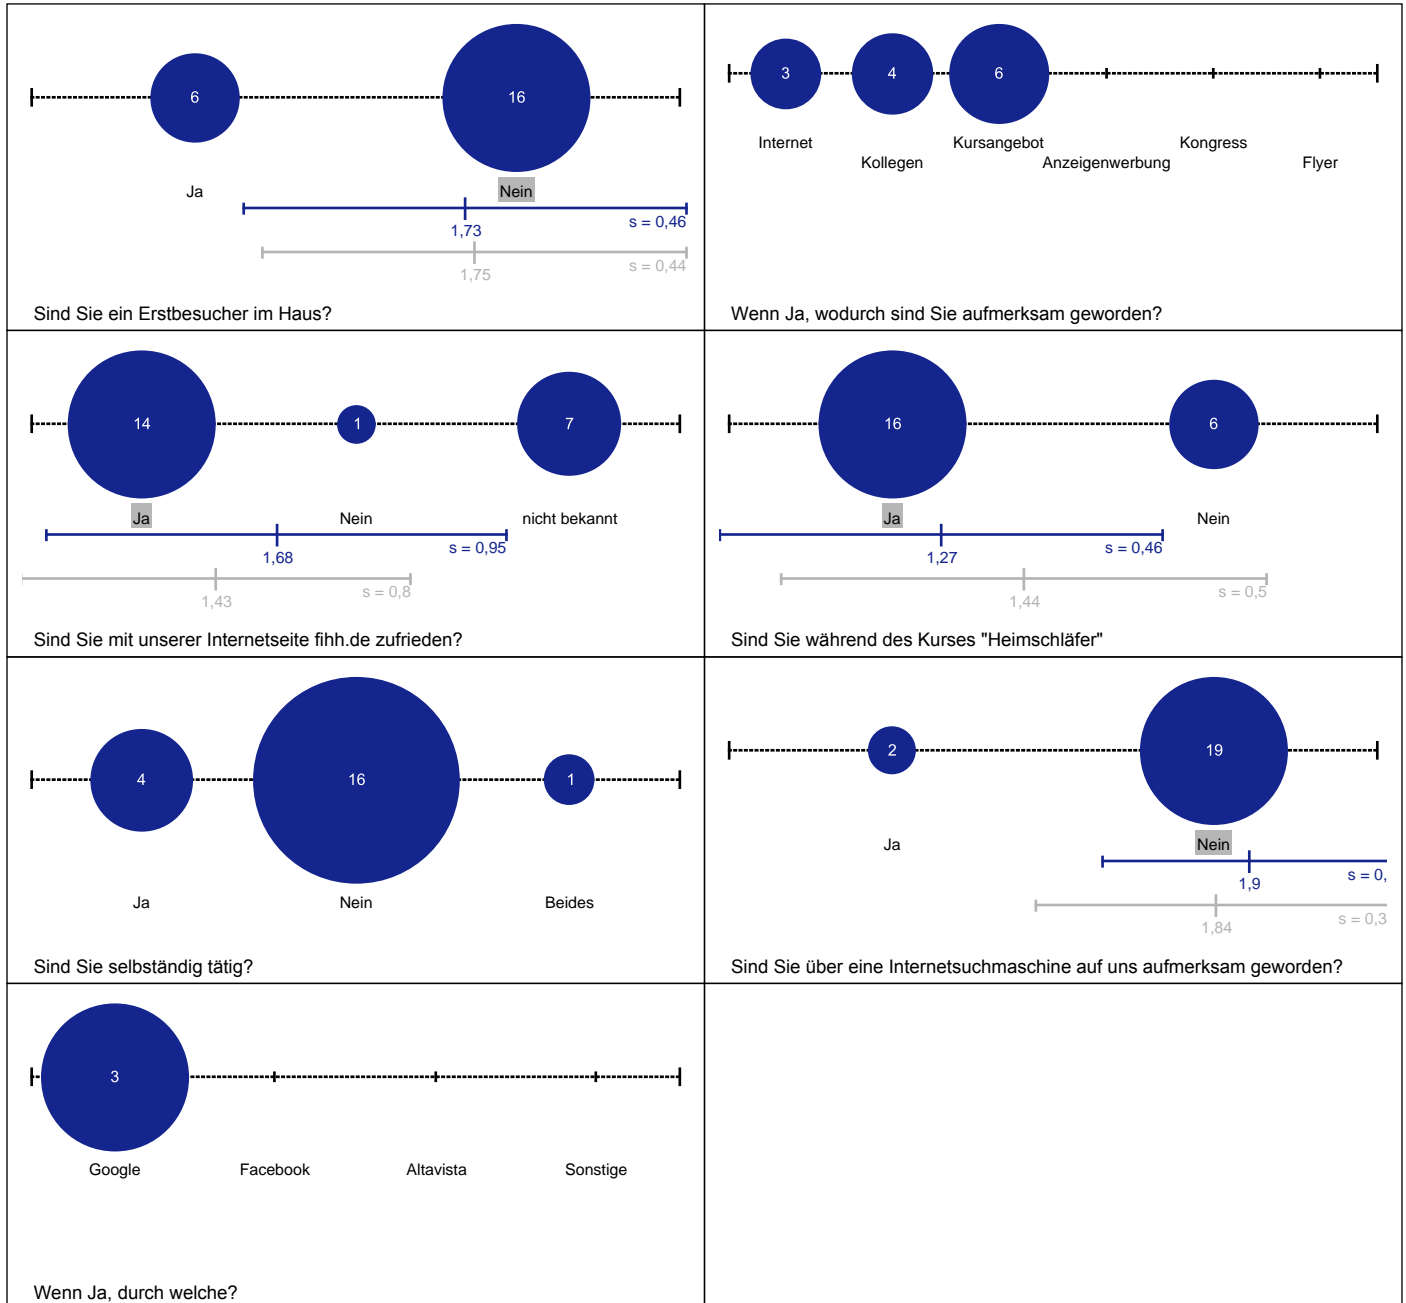 6
16
Ja
Nein
1,73
s = 0,46
1,75
s = 0,44
Sind Sie ein Erstbesucher im Haus?
3
4
6
Internet
Kollegen
Kursangebot
Anzeigenwerbung
Kongress
Flyer
Wenn Ja, wodurch sind Sie aufmerksam geworden?
14
1
7
Ja
Nein
nicht bekannt
1,68
s = 0,95
1,43
s = 0,8
Sind Sie mit unserer Internetseite fihh.de zufrieden?
16
6
Ja
Nein
1,27
s = 0,46
1,44
s = 0,5
Sind Sie während des Kurses "Heimschläfer"
4
16
1
Ja
Nein
Beides
Sind Sie selbständig tätig?
2
19
Ja
Nein
1,9
s = 0,
1,84
s = 0,3
Sind Sie über eine Internetsuchmaschine auf uns aufmerksam geworden?
3
Google
Facebook
Altavista
Sonstige
Wenn Ja, durch welche?